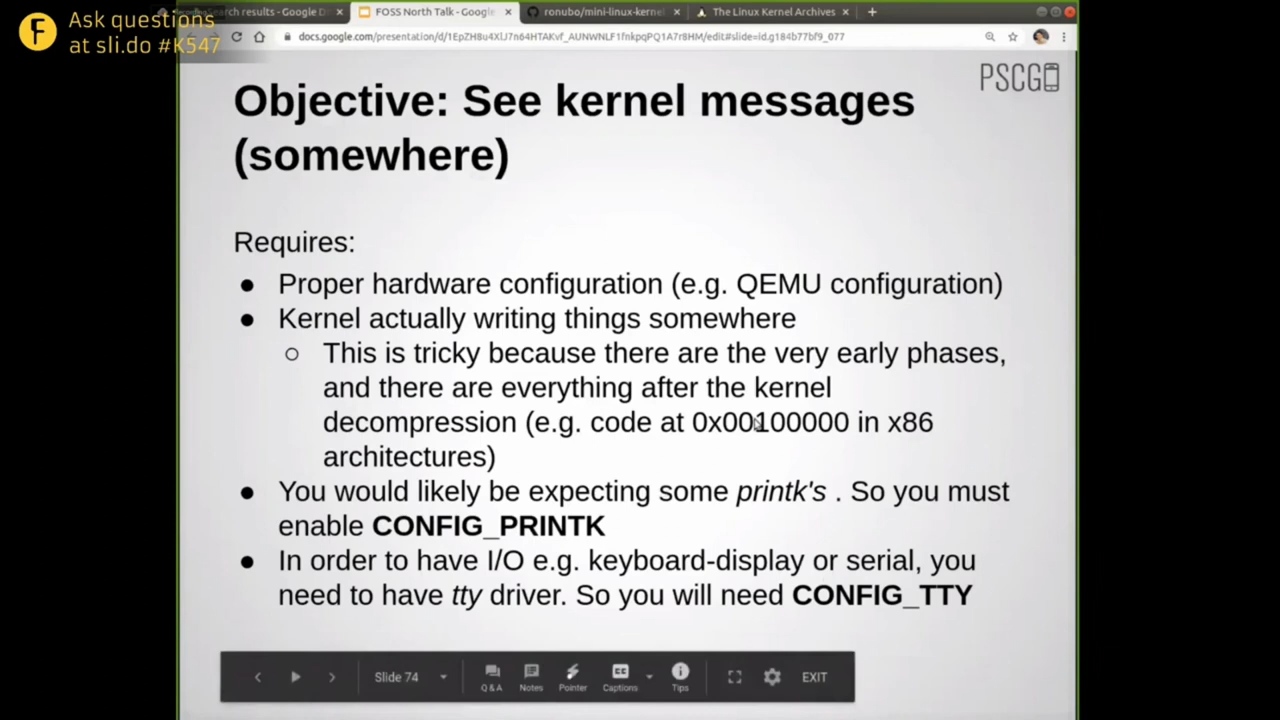 Ask questions
at sli.do #K547
Search results - Google D
FOSS North Talk - Google
ronubo/mini-linux-kernel
The Linux Kernel Archives
docs.google.com/presentation/d/1EpZH8u4XlJ7n64HTAKvf_AUNWNLF1fnkpqPQ1A7r8HM/edit#slide=id.g184b77bf9_077
PSCG
Objective: See kernel messages
(somewhere)
Requires:
● Proper hardware configuration (e.g. QEMU configuration)
● Kernel actually writing things somewhere
○ This is tricky because there are the very early phases,
and there are everything after the kernel
decompression (e.g. code at 0x00100000 in x86
architectures)
● You would likely be expecting some printk's . So you must
enable CONFIG_PRINTK
● In order to have I/O e.g. keyboard-display or serial, you
need to have tty driver. So you will need CONFIG_TTY
Slide 74
Q & A
Notes
Pointer
Captions
Tips
EXIT